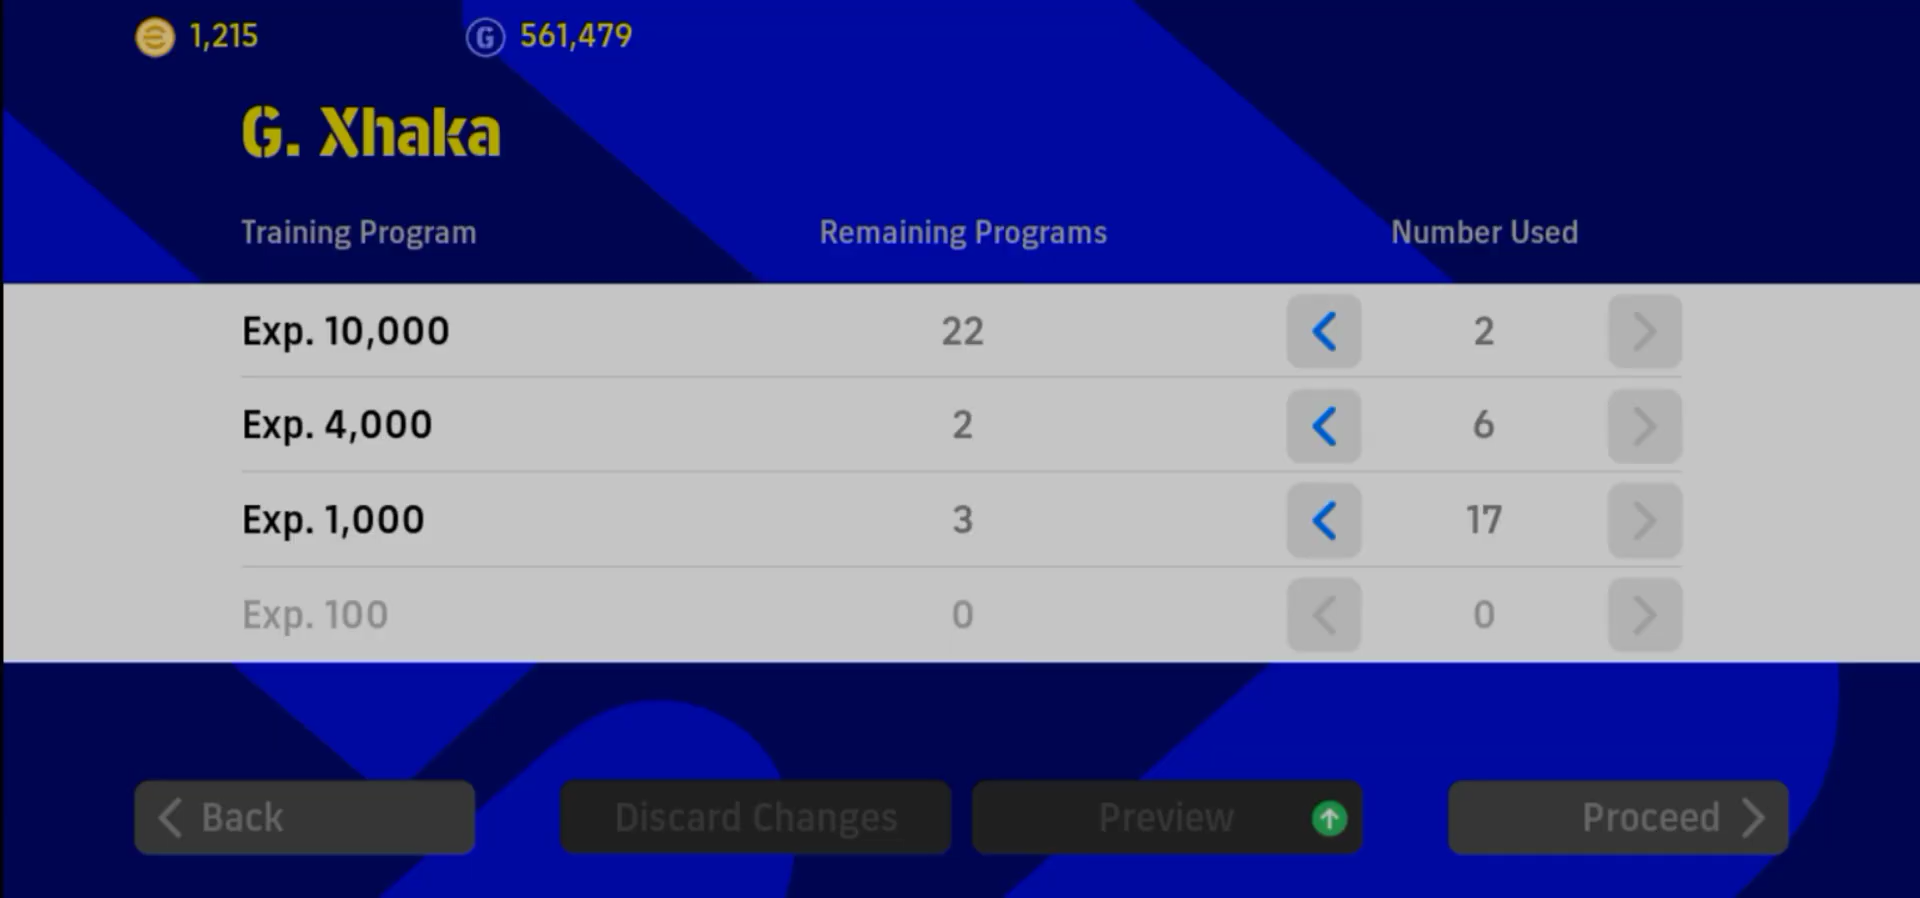 1,215 G 561,479
G. Xhaka
Training Program Remaining Programs Number Used
Exp. 10,000 22 2
Exp. 4,000 2 6
Exp. 1,000 3 17
Exp. 100 0 0
Back Discard Changes Preview Proceed